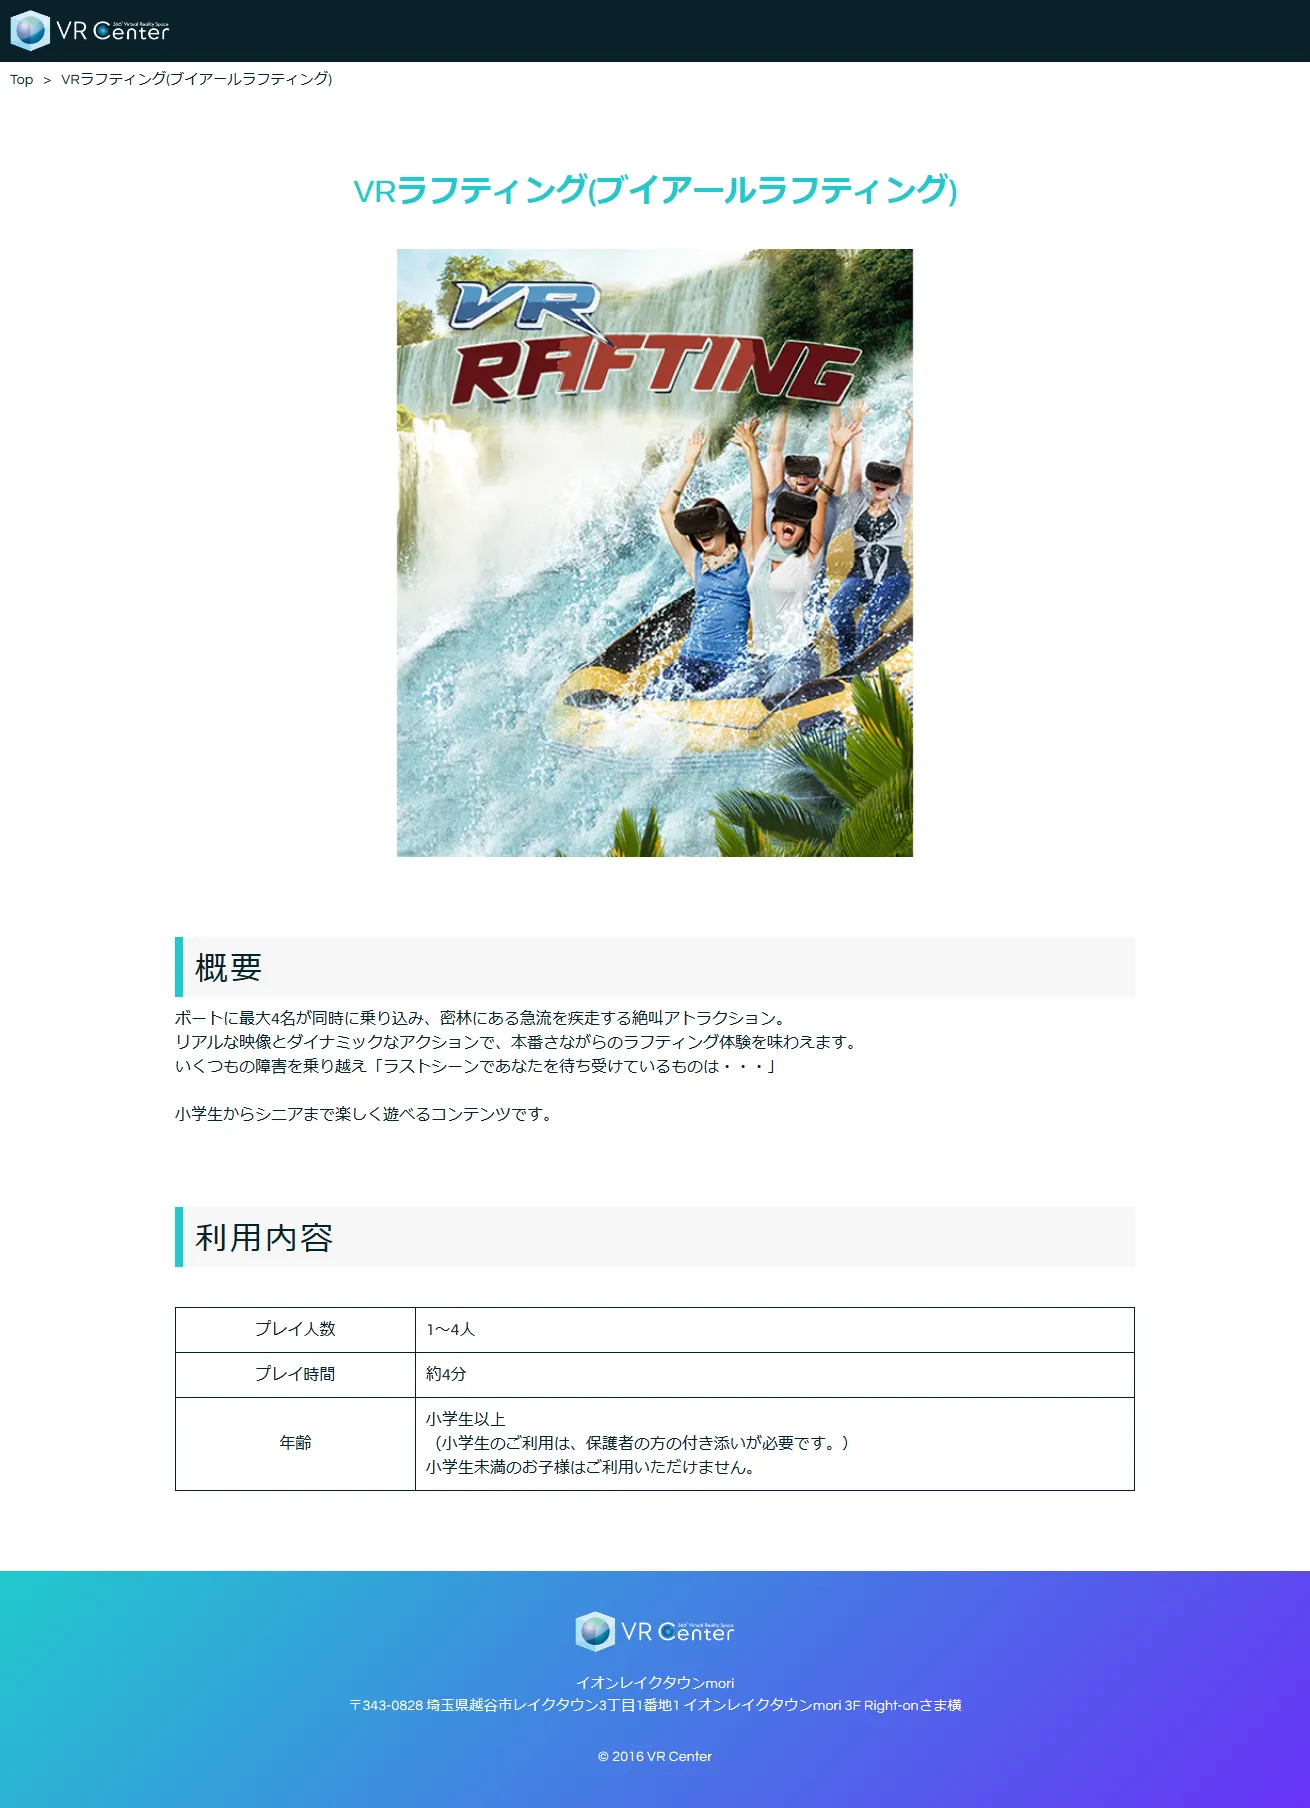 360° Virtual Reality Space
VR Center
Top > VRラフティング(ブイアールラフティング)
VRラフティング(ブイアールラフティング)
VR
RAFTING
概要
ボートに最大4名が同時に乗り込み、密林にある急流を疾走する絶叫アトラクション。
リアルな映像とダイナミックなアクションで、本番さながらのラフティング体験を味わえます。
いくつもの障害を乗り越え「ラストシーンであなたを待ち受けているものは・・・」
小学生からシニアまで楽しく遊べるコンテンツです。
利用内容
プレイ人数 1〜4人
プレイ時間 約4分
年齢 小学生以上
（小学生のご利用は、保護者の方の付き添いが必要です。）
小学生未満のお子様はご利用いただけません。
360° Virtual Reality Space
VR Center
イオンレイクタウンmori
〒343-0828 埼玉県越谷市レイクタウン3丁目1番地1 イオンレイクタウンmori 3F Right-onさま横
© 2016 VR Center